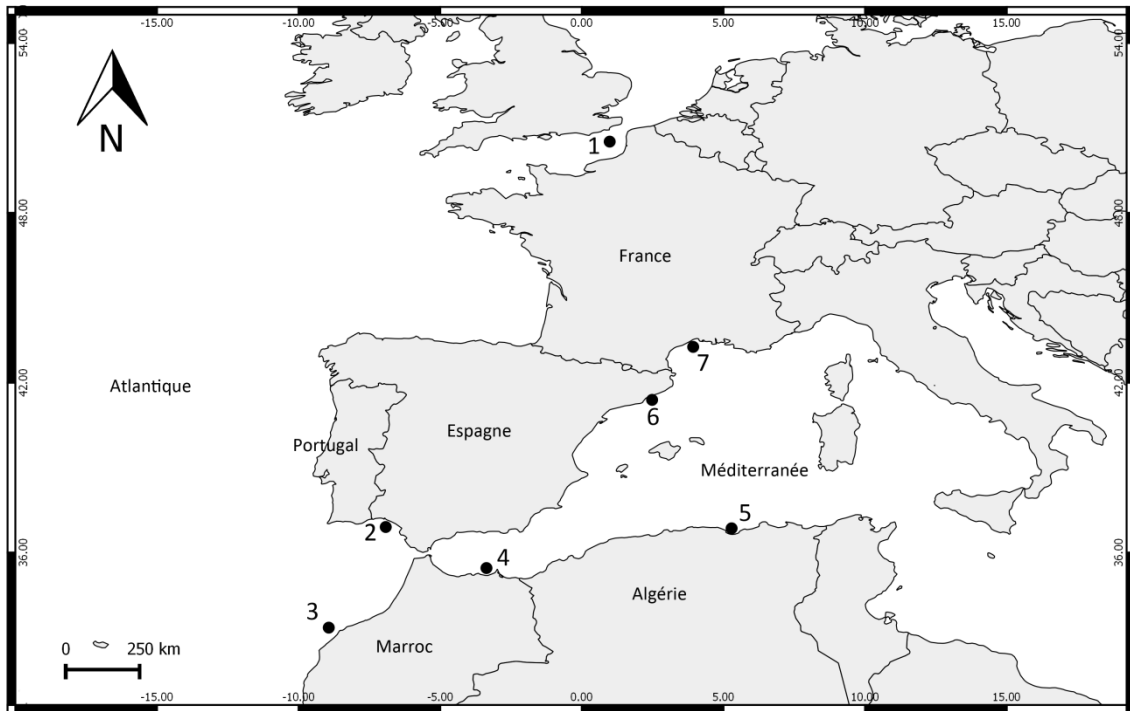 -15.00 -10.00 -5.00 0.00 5.00 10.00 15.00
54.00 54.00
N
1
48.00 48.00
France
7
Atlantique
42.00 42.00
6
Portugal Espagne
Méditerranée
2 5
4
36.00 36.00
Algérie
3
0 250 km
Marroc
-15.00 -10.00 -5.00 0.00 5.00 10.00 15.00